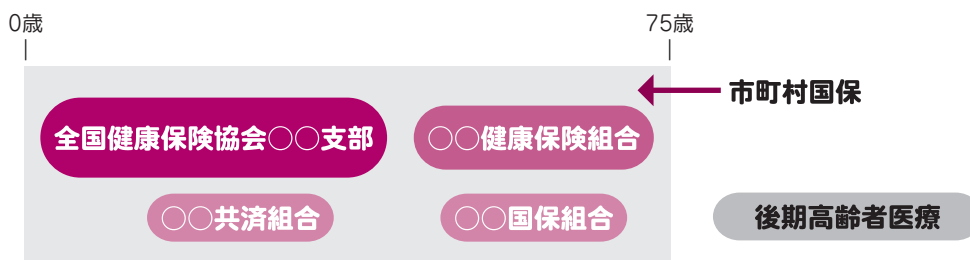 0歳
75歳
市町村国保
全国健康保険協会○○支部
○○健康保険組合
○○共済組合
○○国保組合
後期高齢者医療